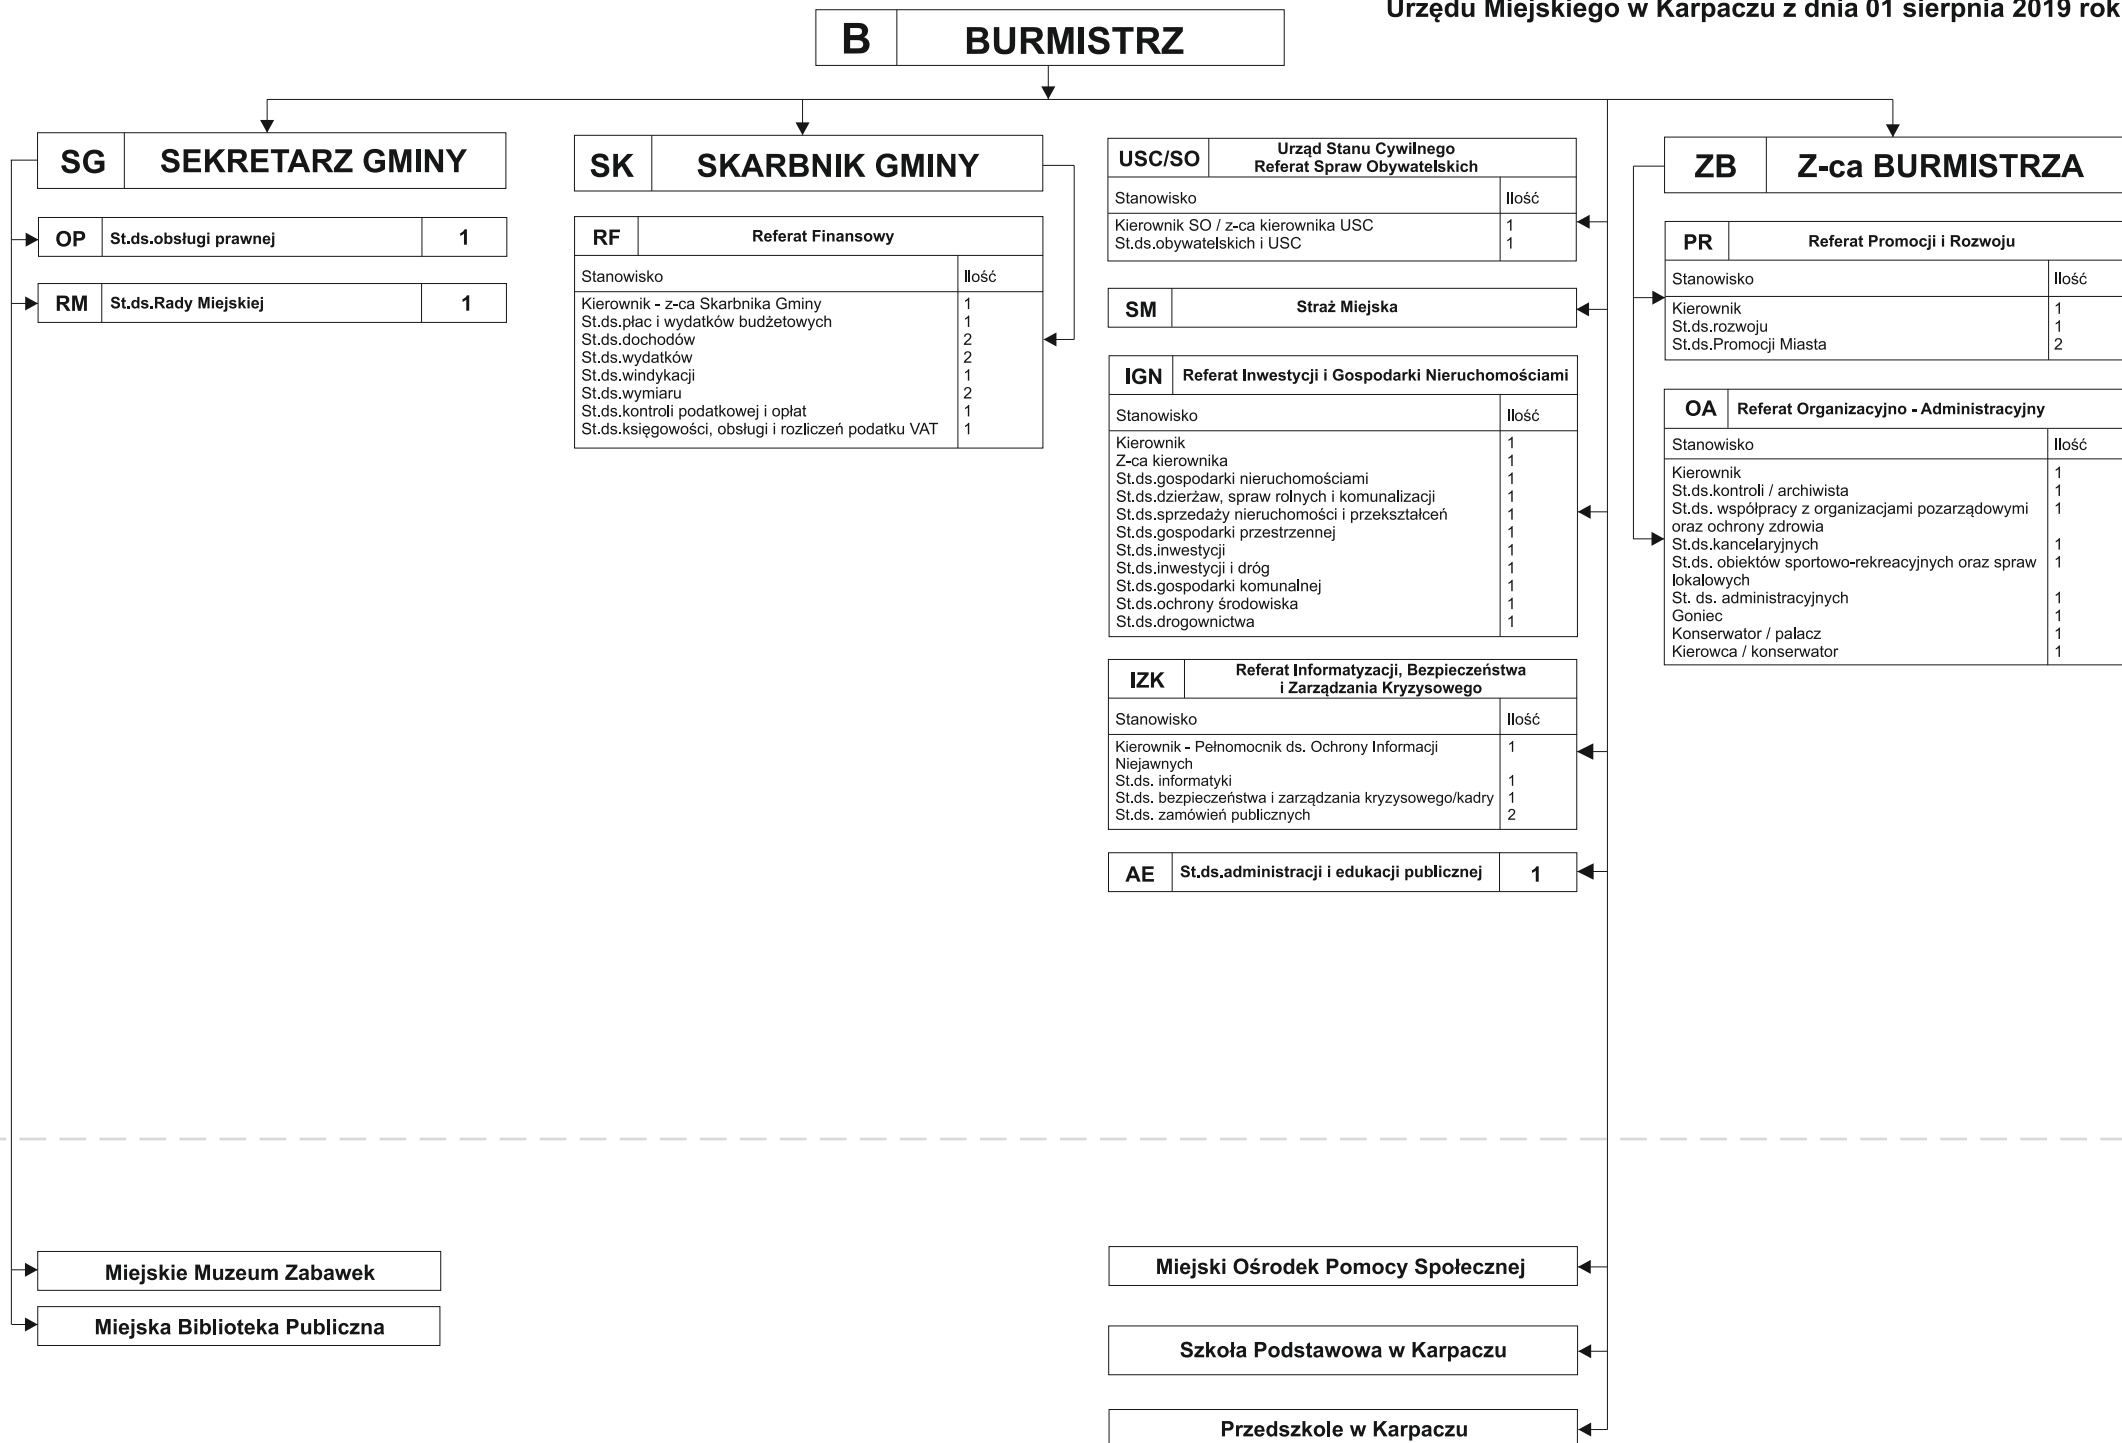 Urzędu Miejskiego w Karpaczu z dnia 01 sierpnia 2019 rok
B BURMISTRZ
SG SEKRETARZ GMINY
OP St.ds.obsługi prawnej 1
RM St.ds.Rady Miejskiej 1
SK SKARBNIK GMINY
RF Referat Finansowy
Stanowisko Ilość
Kierownik - z-ca Skarbnika Gminy 1
St.ds.płac i wydatków budżetowych 1
St.ds.dochodów 2
St.ds.wydatków 2
St.ds.windykacji 1
St.ds.wymiaru 2
St.ds.kontroli podatkowej i opłat 1
St.ds.księgowości, obsługi i rozliczeń podatku VAT 1
USC/SO Urząd Stanu Cywilnego
Referat Spraw Obywatelskich
Stanowisko Ilość
Kierownik SO / z-ca kierownika USC 1
St.ds.obywatelskich i USC 1
SM Straż Miejska
IGN Referat Inwestycji i Gospodarki Nieruchomościami
Stanowisko Ilość
Kierownik 1
Z-ca kierownika 1
St.ds.gospodarki nieruchomościami 1
St.ds.dzierżaw, spraw rolnych i komunalizacji 1
St.ds.sprzedaży nieruchomości i przekształceń 1
St.ds.gospodarki przestrzennej 1
St.ds.inwestycji 1
St.ds.inwestycji i dróg 1
St.ds.gospodarki komunalnej 1
St.ds.ochrony środowiska 1
St.ds.drogownictwa 1
IZK Referat Informatyzacji, Bezpieczeństwa
i Zarządzania Kryzysowego
Stanowisko Ilość
Kierownik - Pełnomocnik ds. Ochrony Informacji 1
Niejawnych
St.ds. informatyki 1
St.ds. bezpieczeństwa i zarządzania kryzysowego/kadry 1
St.ds. zamówień publicznych 2
AE St.ds.administracji i edukacji publicznej 1
ZB Z-ca BURMISTRZA
PR Referat Promocji i Rozwoju
Stanowisko Ilość
Kierownik 1
St.ds.rozwoju 1
St.ds.Promocji Miasta 2
OA Referat Organizacyjno - Administracyjny
Stanowisko Ilość
Kierownik 1
St.ds.kontroli / archiwista 1
St.ds. współpracy z organizacjami pozarządowymi 1
oraz ochrony zdrowia
St.ds.kancelaryjnych 1
St.ds. obiektów sportowo-rekreacyjnych oraz spraw 1
lokalowych
St. ds. administracyjnych 1
Goniec 1
Konserwator / palacz 1
Kierowca / konserwator 1
Miejskie Muzeum Zabawek
Miejska Biblioteka Publiczna
Miejski Ośrodek Pomocy Społecznej
Szkoła Podstawowa w Karpaczu
Przedszkole w Karpaczu